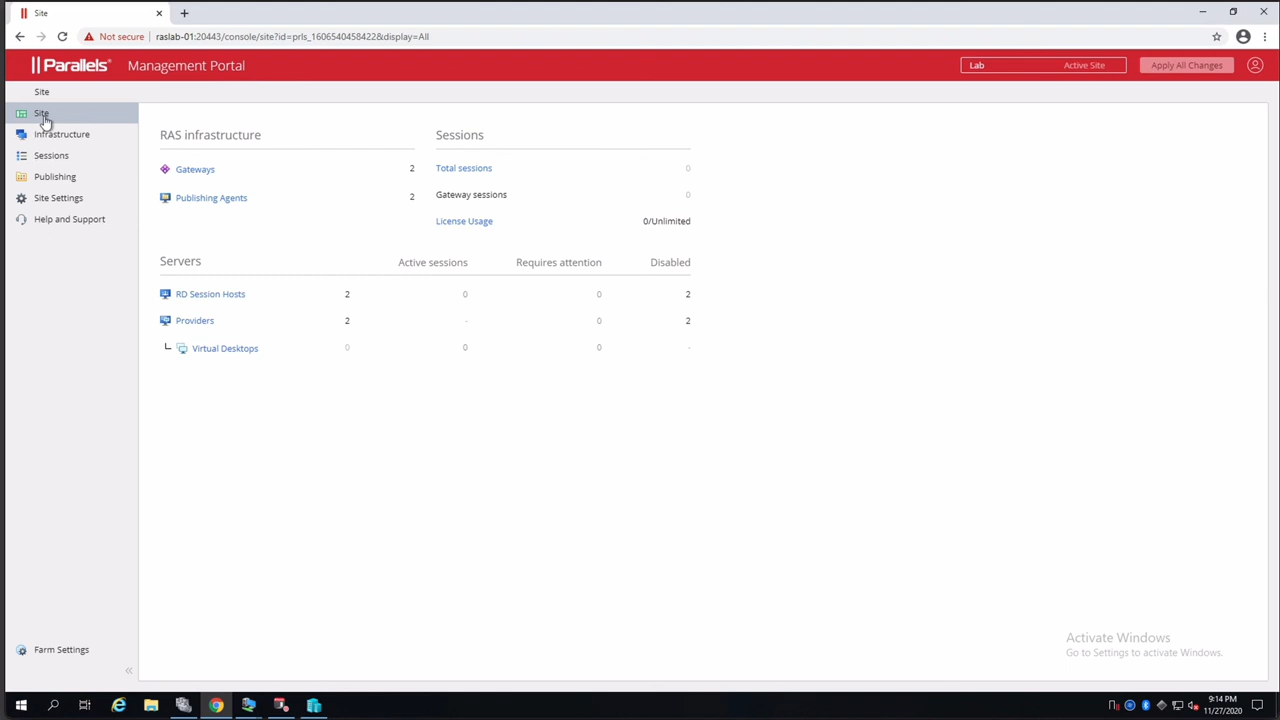 Site
Not secure raslab-01:20443/console/site?id=prls_1606540458422&display=All
Parallels® Management Portal
Lab Active Site Apply All Changes
Site
Site
Infrastructure
Sessions
Publishing
Site Settings
Help and Support
RAS infrastructure
Gateways 2
Publishing Agents 2
Sessions
Total sessions 0
Gateway sessions 0
License Usage 0/Unlimited
Servers Active sessions Requires attention Disabled
RD Session Hosts 2 0 0 2
Providers 2 - 0 2
Virtual Desktops 0 0 0 -
Farm Settings
Activate Windows
Go to Settings to activate Windows.
9:14 PM
11/27/2020